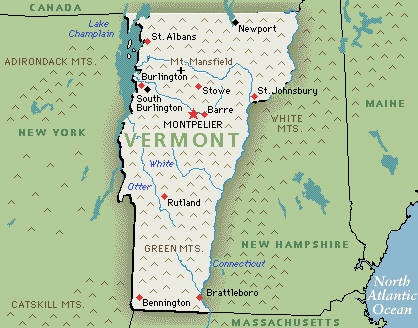 CANADA
Lake
Champlain
Newport
St. Albans
ADIRONDACK MTS.
Mt. Mansfield
Burlington
Stowe
St. Johnsbury
South
Burlington
Barre
MAINE
MONTPELIER
WHITE
MTS.
NEW YORK
VERMONT
White
Otter
Rutland
GREEN MTS.
NEW HAMPSHIRE
Connecticut
North
Atlantic
Ocean
Brattleboro
CATSKILL MTS.
Bennington
MASSACHUSETTS